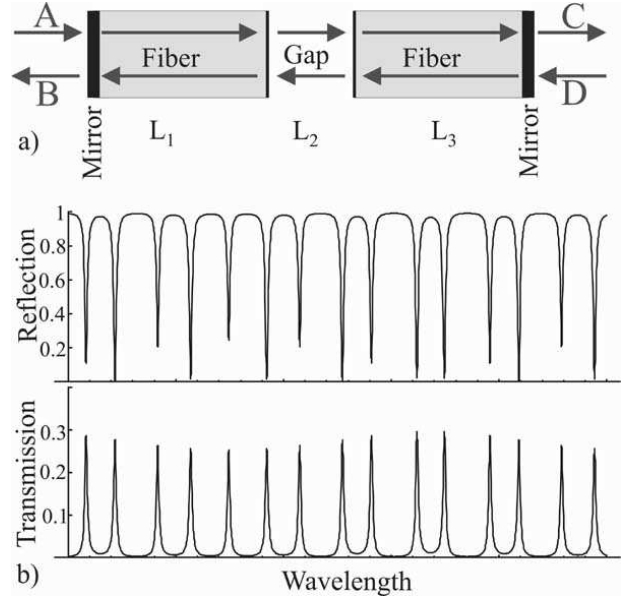 A
C
Fiber
Gap
Fiber
B
D
Mirror
L₁
L₂
L₃
Mirror
a)
1
0.8
0.6
0.4
0.2
Reflection
0.3
0.2
0.1
Transmission
b)
Wavelength